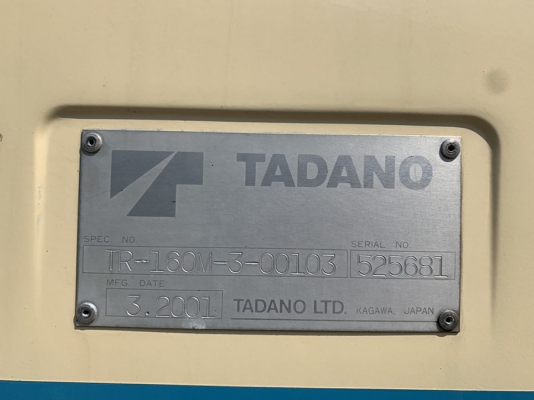 TADANO
SPEC. NO. SERIAL NO.
TR-160M-3-00103 525681
MFG. DATE
3.2001 TADANO LTD. KAGAWA, JAPAN